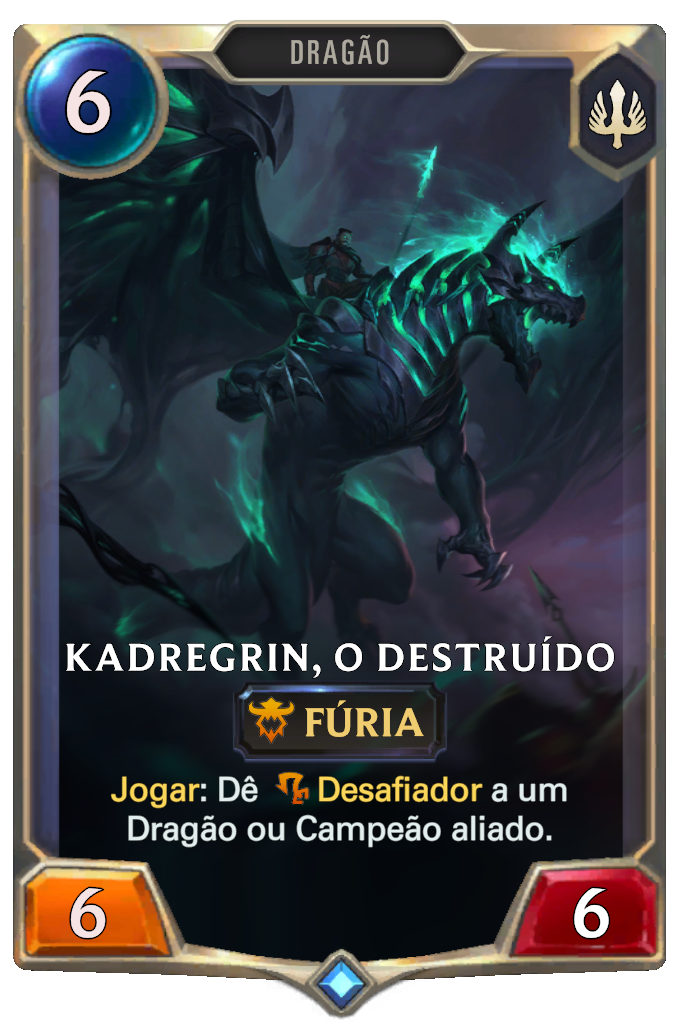 DRAGÃO
6
KADREGRIN, O DESTRUÍDO
FÚRIA
Jogar: Dê Desafiador a um
Dragão ou Campeão aliado.
6
6